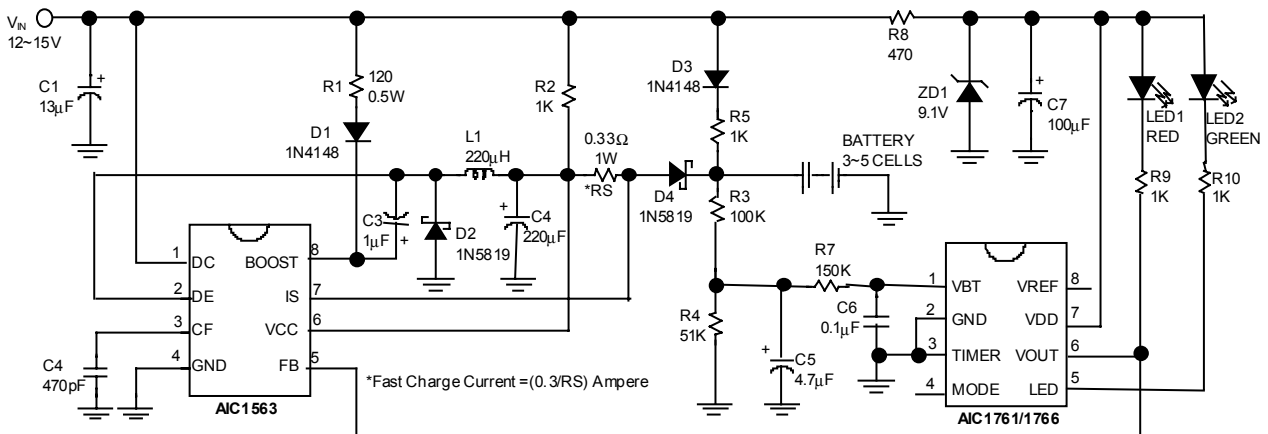 VIN
12~15V
C1
13µF
+
R1
120
0.5W
D1
1N4148
L1
220µH
R2
1K
0.33Ω
1W
*RS
D3
1N4148
R5
1K
R8
470
ZD1
9.1V
+
C7
100µF
LED1
RED
LED2
GREEN
BATTERY
3~5 CELLS
R9
1K
R10
1K
C3
1µF
+
D2
1N5819
+
C4
220µF
D4
1N5819
R3
100K
R7
150K
R4
51K
+
C5
4.7µF
C6
0.1µF
1
DC
2
DE
3
CF
4
GND
BOOST
8
IS
7
VCC
6
FB
5
AIC1563
C4
470pF
*Fast Charge Current =(0.3/RS) Ampere
1
VBT
2
GND
3
TIMER
4
MODE
VREF
8
VDD
7
VOUT
6
LED
5
AIC1761/1766